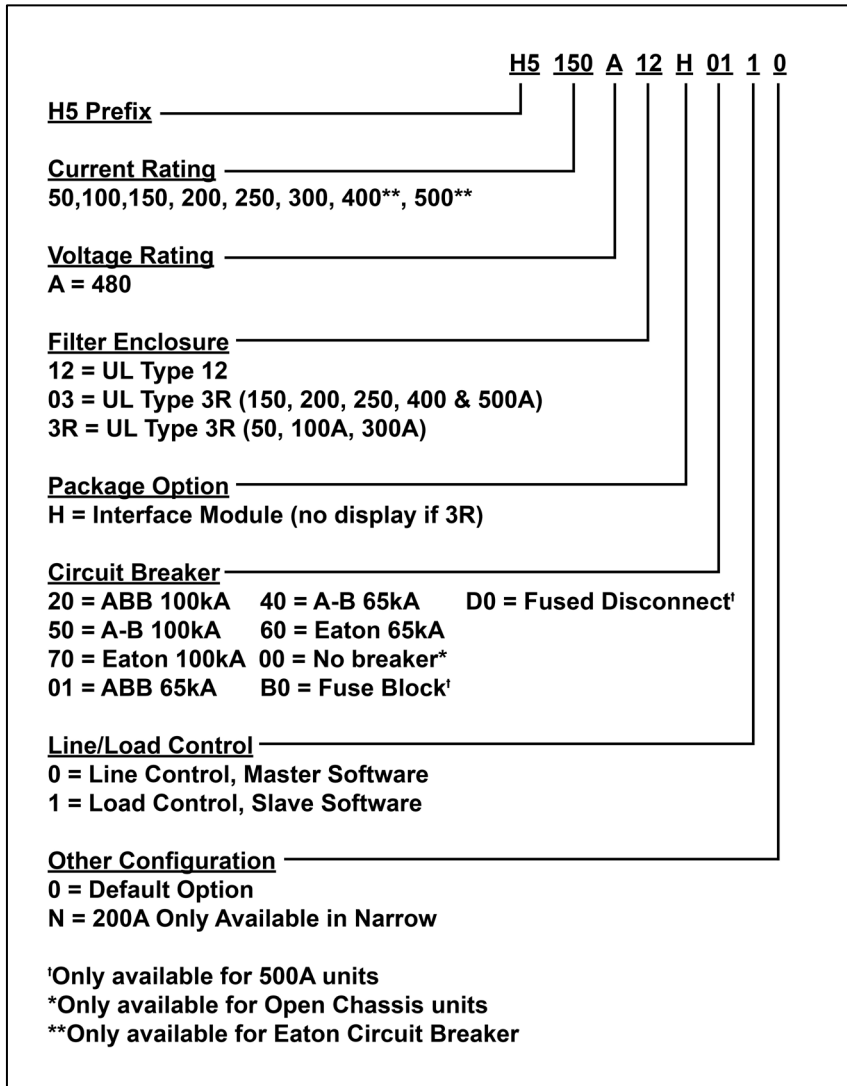 H5 150 A 12 H 01 1 0
H5 Prefix
Current Rating
50,100,150, 200, 250, 300, 400**, 500**
Voltage Rating
A = 480
Filter Enclosure
12 = UL Type 12
03 = UL Type 3R (150, 200, 250, 400 & 500A)
3R = UL Type 3R (50, 100A, 300A)
Package Option
H = Interface Module (no display if 3R)
Circuit Breaker
20 = ABB 100kA 40 = A-B 65kA D0 = Fused Disconnect†
50 = A-B 100kA 60 = Eaton 65kA
70 = Eaton 100kA 00 = No breaker*
01 = ABB 65kA B0 = Fuse Block†
Line/Load Control
0 = Line Control, Master Software
1 = Load Control, Slave Software
Other Configuration
0 = Default Option
N = 200A Only Available in Narrow
†Only available for 500A units
*Only available for Open Chassis units
**Only available for Eaton Circuit Breaker